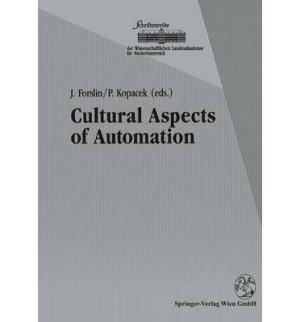 Schriftenreihe
der Wissenschaftlichen Landesakademie
für Niederösterreich
J. Forslin/P. Kopacek (eds.)
Cultural Aspects
of Automation
Springer-Verlag Wien GmbH